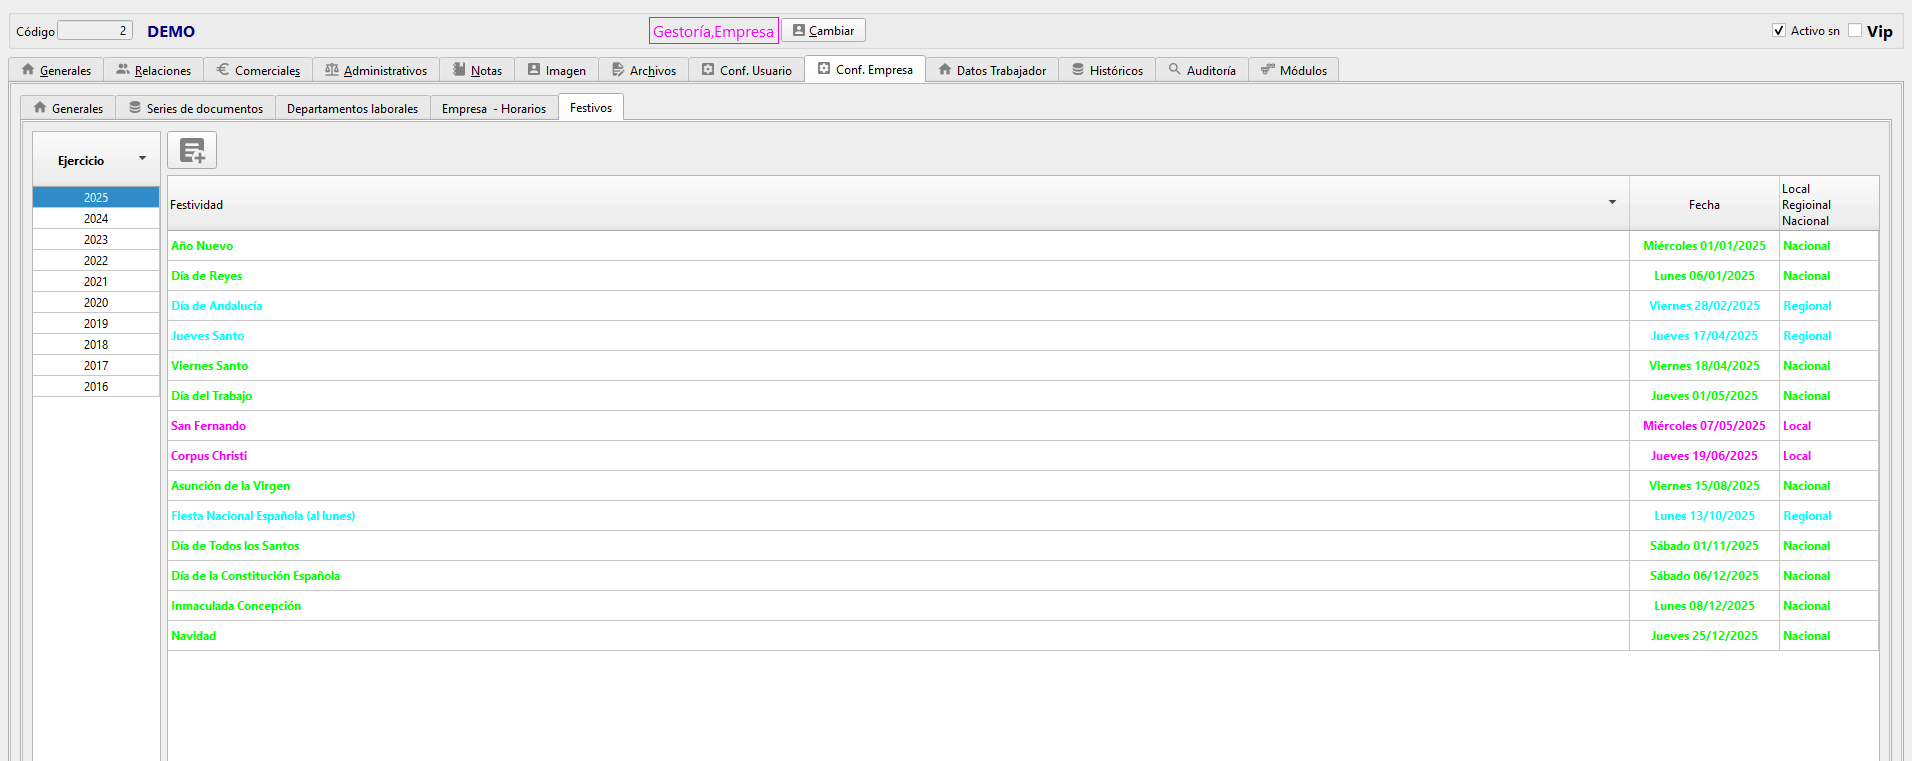 Código 2 DEMO Gestoría,Empresa Cambiar Activo sn Vip
Generales Relaciones Comerciales Administrativos Notas Imagen Archivos Conf. Usuario Conf. Empresa Datos Trabajador Históricos Auditoría Módulos
Generales Series de documentos Departamentos laborales Empresa - Horarios Festivos
Ejercicio
2025
2024
2023
2022
2021
2020
2019
2018
2017
2016
Festividad Fecha Local
Regioinal
Nacional
Año Nuevo Miércoles 01/01/2025 Nacional
Día de Reyes Lunes 06/01/2025 Nacional
Día de Andalucía Viernes 28/02/2025 Regional
Jueves Santo Jueves 17/04/2025 Regional
Viernes Santo Viernes 18/04/2025 Nacional
Día del Trabajo Jueves 01/05/2025 Nacional
San Fernando Miércoles 07/05/2025 Local
Corpus Christi Jueves 19/06/2025 Local
Asunción de la Virgen Viernes 15/08/2025 Nacional
Fiesta Nacional Española (al lunes) Lunes 13/10/2025 Regional
Día de Todos los Santos Sábado 01/11/2025 Nacional
Día de la Constitución Española Sábado 06/12/2025 Nacional
Inmaculada Concepción Lunes 08/12/2025 Nacional
Navidad Jueves 25/12/2025 Nacional